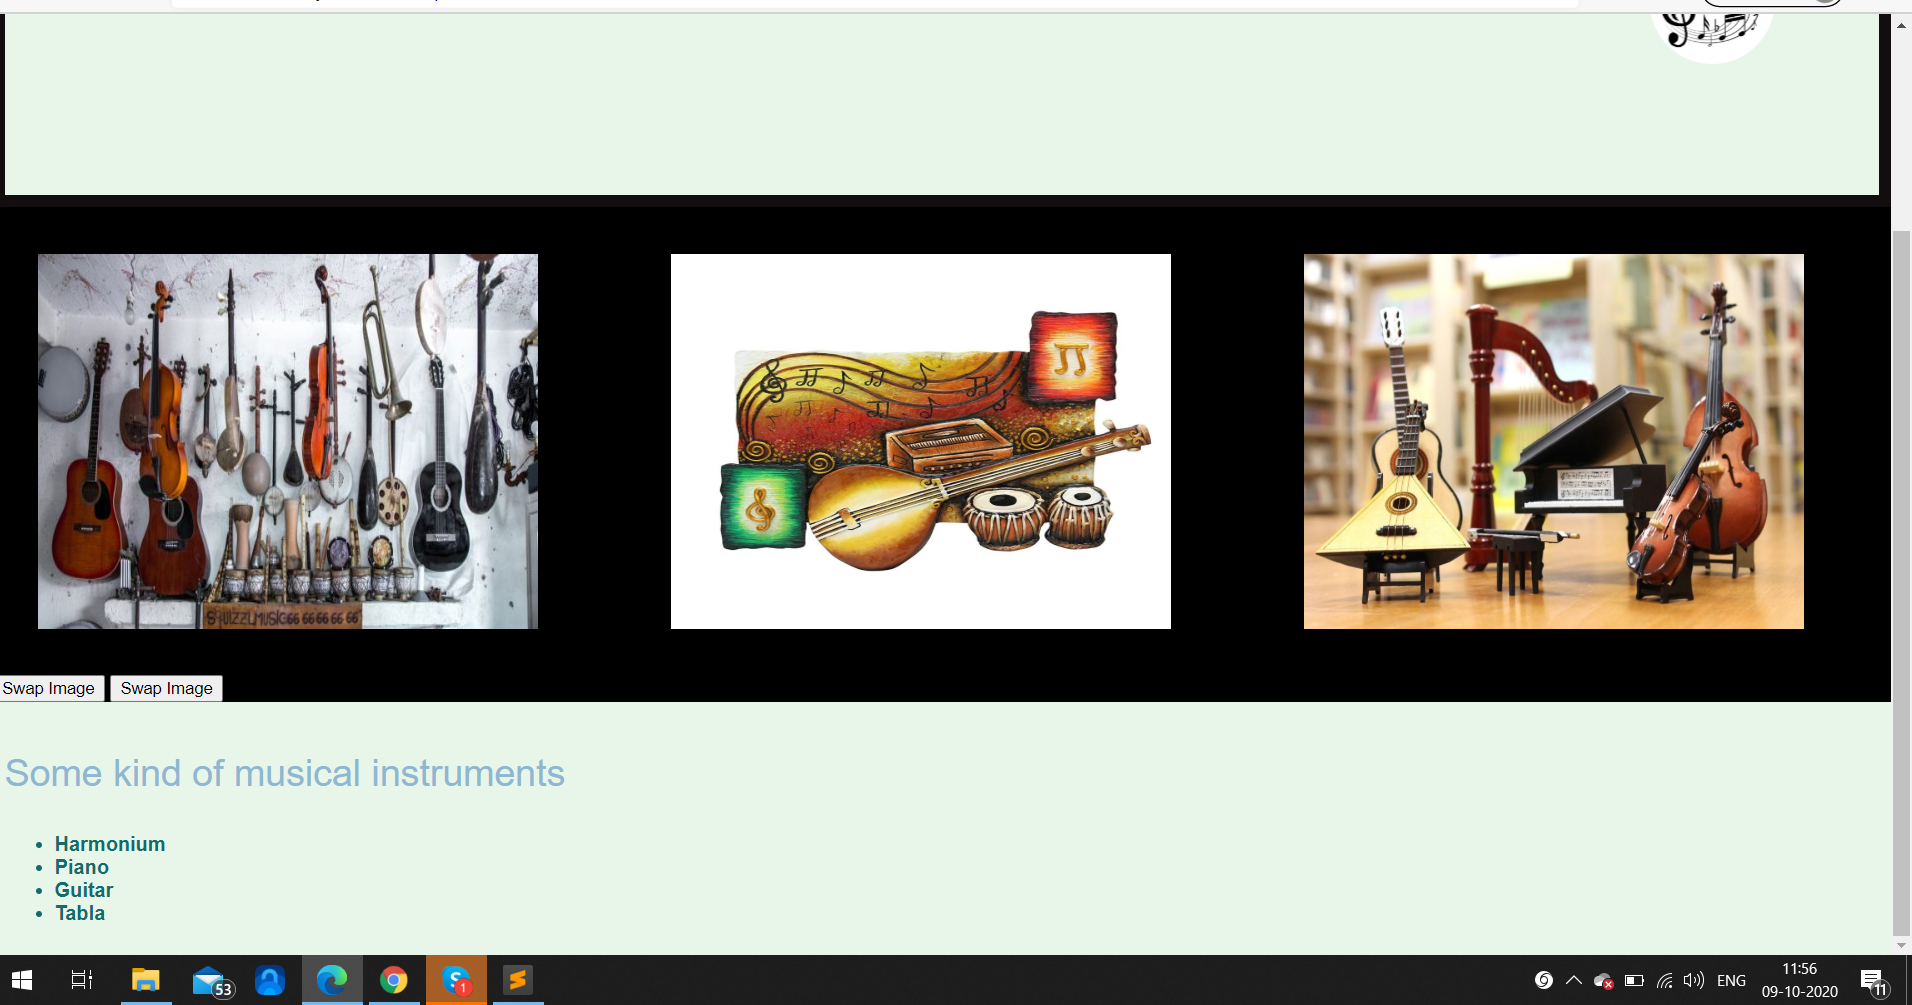 SQUIZZLMUSIC66 66 66 66 66
Swap Image Swap Image
Some kind of musical instruments
• Harmonium
• Piano
• Guitar
• Tabla
53
1
ENG
11:56
09-10-2020
11